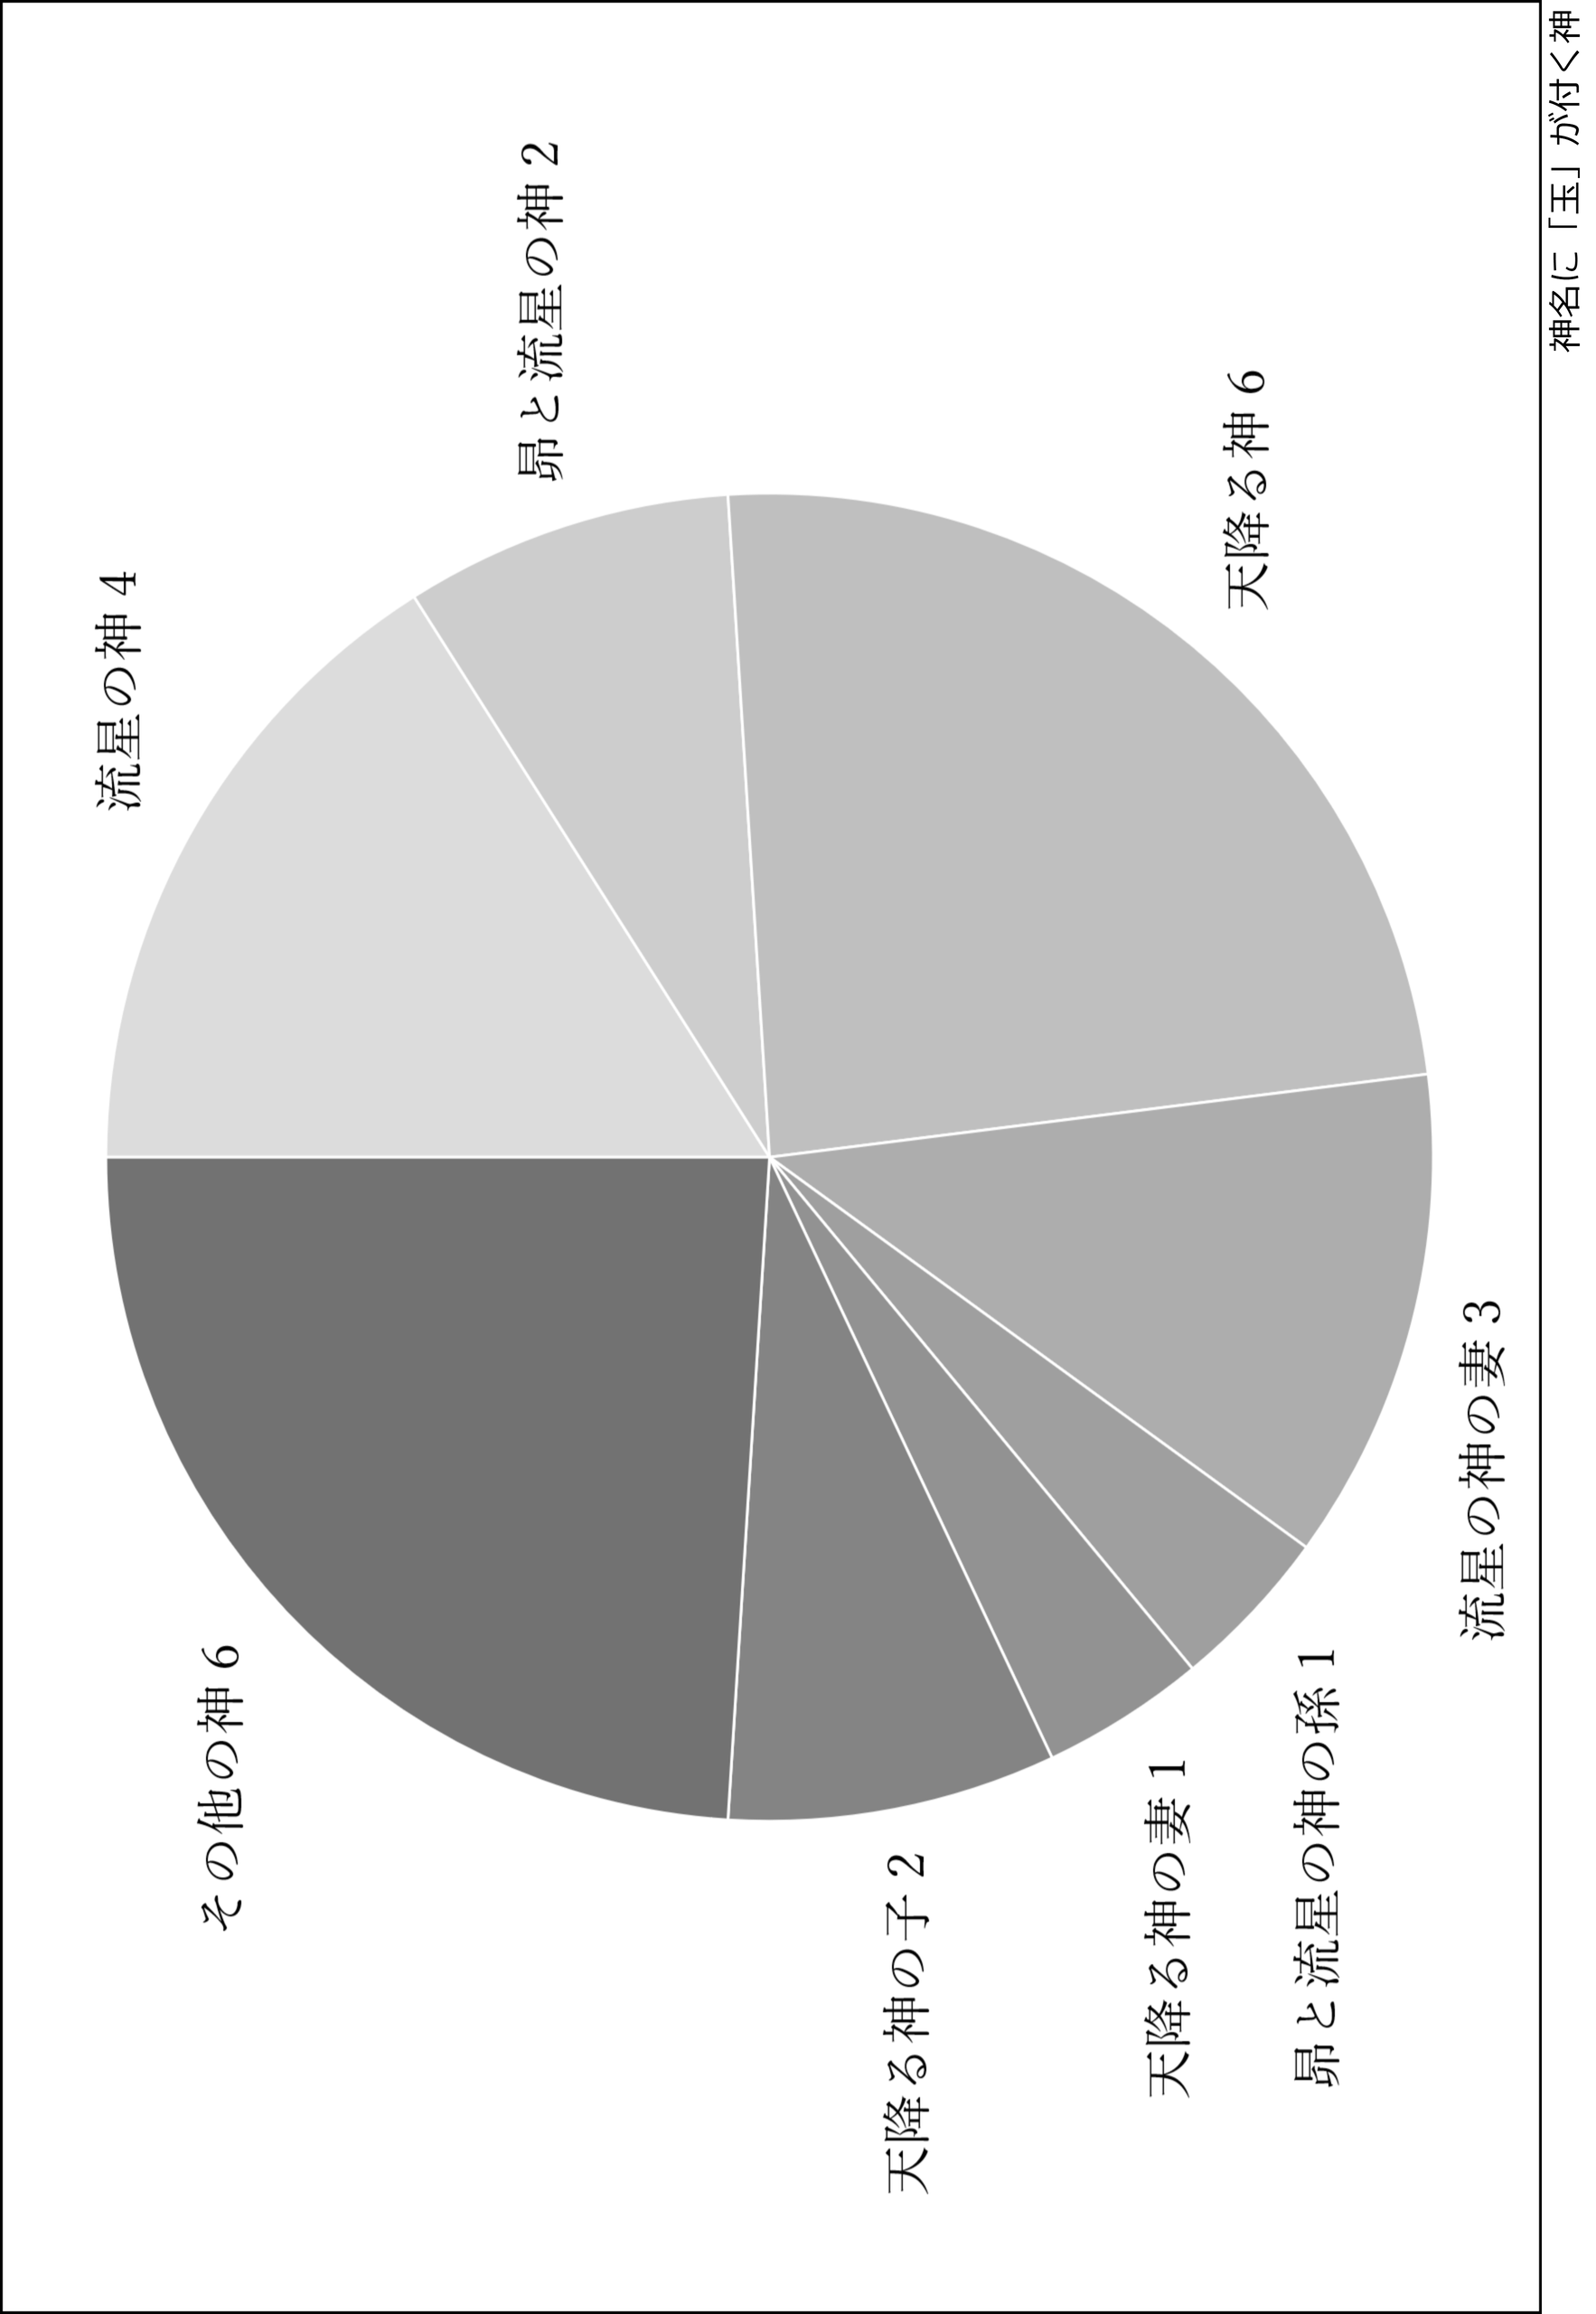 流星の神 4
昴と流星の神 2
天降る神 6
流星の神の妻 3
昴と流星の神の孫 1
天降る神の妻 1
天降る神の子 2
その他の神 6
神名に「玉」が付く神